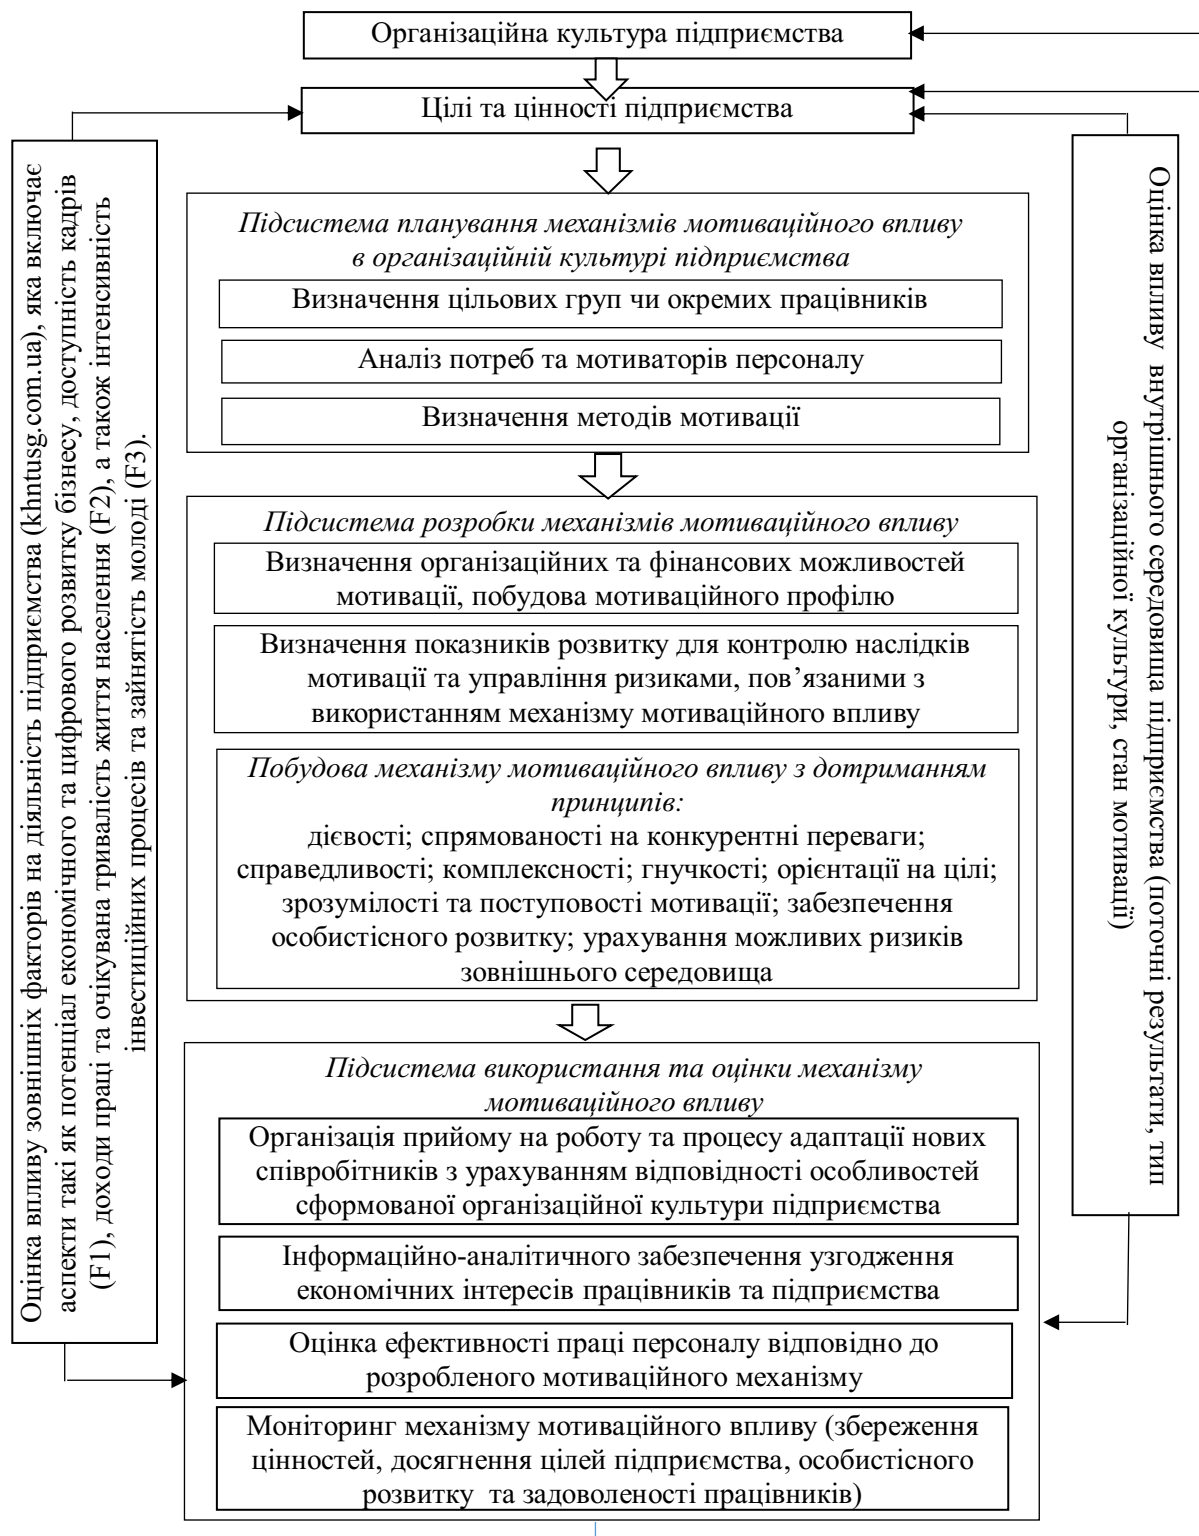 Організаційна культура підприємства
Цілі та цінності підприємства
Оцінка впливу зовнішніх факторів на діяльність підприємства (khntusg.com.ua), яка включає
аспекти такі як потенціал економічного та цифрового розвитку бізнесу, доступність кадрів
(F1), доходи праці та очікувана тривалість життя населення (F2), а також інтенсивність
інвестиційних процесів та зайнятість молоді (F3).
Підсистема планування механізмів мотиваційного впливу
в організаційній культурі підприємства
Визначення цільових груп чи окремих працівників
Аналіз потреб та мотиваторів персоналу
Визначення методів мотивації
Підсистема розробки механізмів мотиваційного впливу
Визначення організаційних та фінансових можливостей
мотивації, побудова мотиваційного профілю
Визначення показників розвитку для контролю наслідків
мотивації та управління ризиками, пов’язаними з
використанням механізму мотиваційного впливу
Побудова механізму мотиваційного впливу з дотриманням
принципів:
дієвості; спрямованості на конкурентні переваги;
справедливості; комплексності; гнучкості; орієнтації на цілі;
зрозумілості та поступовості мотивації; забезпечення
особистісного розвитку; урахування можливих ризиків
зовнішнього середовища
Підсистема використання та оцінки механізму
мотиваційного впливу
Організація прийому на роботу та процесу адаптації нових
співробітників з урахуванням відповідності особливостей
сформованої організаційної культури підприємства
Інформаційно-аналітичного забезпечення узгодження
економічних інтересів працівників та підприємства
Оцінка ефективності праці персоналу відповідно до
розробленого мотиваційного механізму
Моніторинг механізму мотиваційного впливу (збереження
цінностей, досягнення цілей підприємства, особистісного
розвитку та задоволеності працівників)
Оцінка впливу внутрішнього середовища підприємства (поточні результати, тип
організаційної культури, стан мотивації)